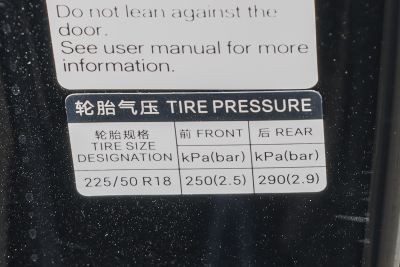 Do not lean against the
door.
See user manual for more
information.
轮胎气压 TIRE PRESSURE
轮胎规格
TIRE SIZE
DESIGNATION
前 FRONT
后 REAR
kPa(bar)
kPa(bar)
225/50 R18
250(2.5)
290(2.9)